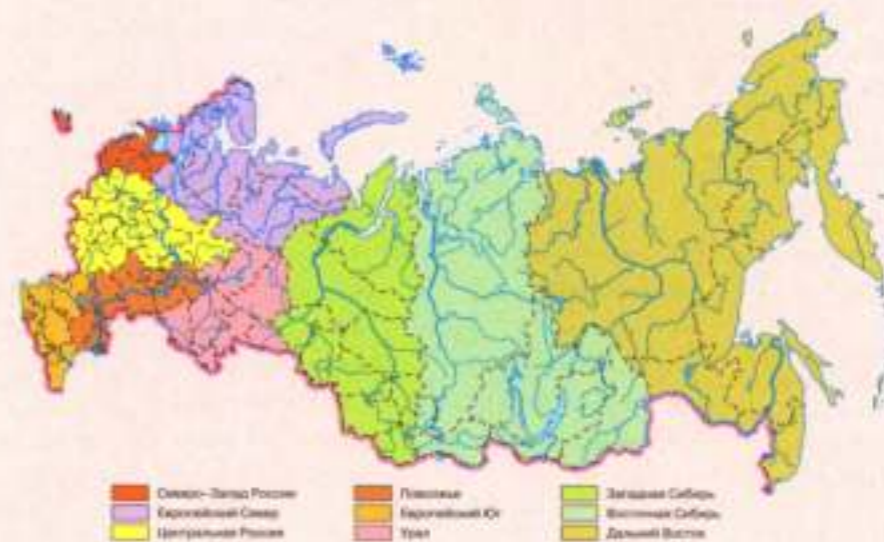 Северо-Запад России
Европейский Север
Центральная Россия
Поволжье
Европейский Юг
Урал
Западная Сибирь
Восточная Сибирь
Дальний Восток